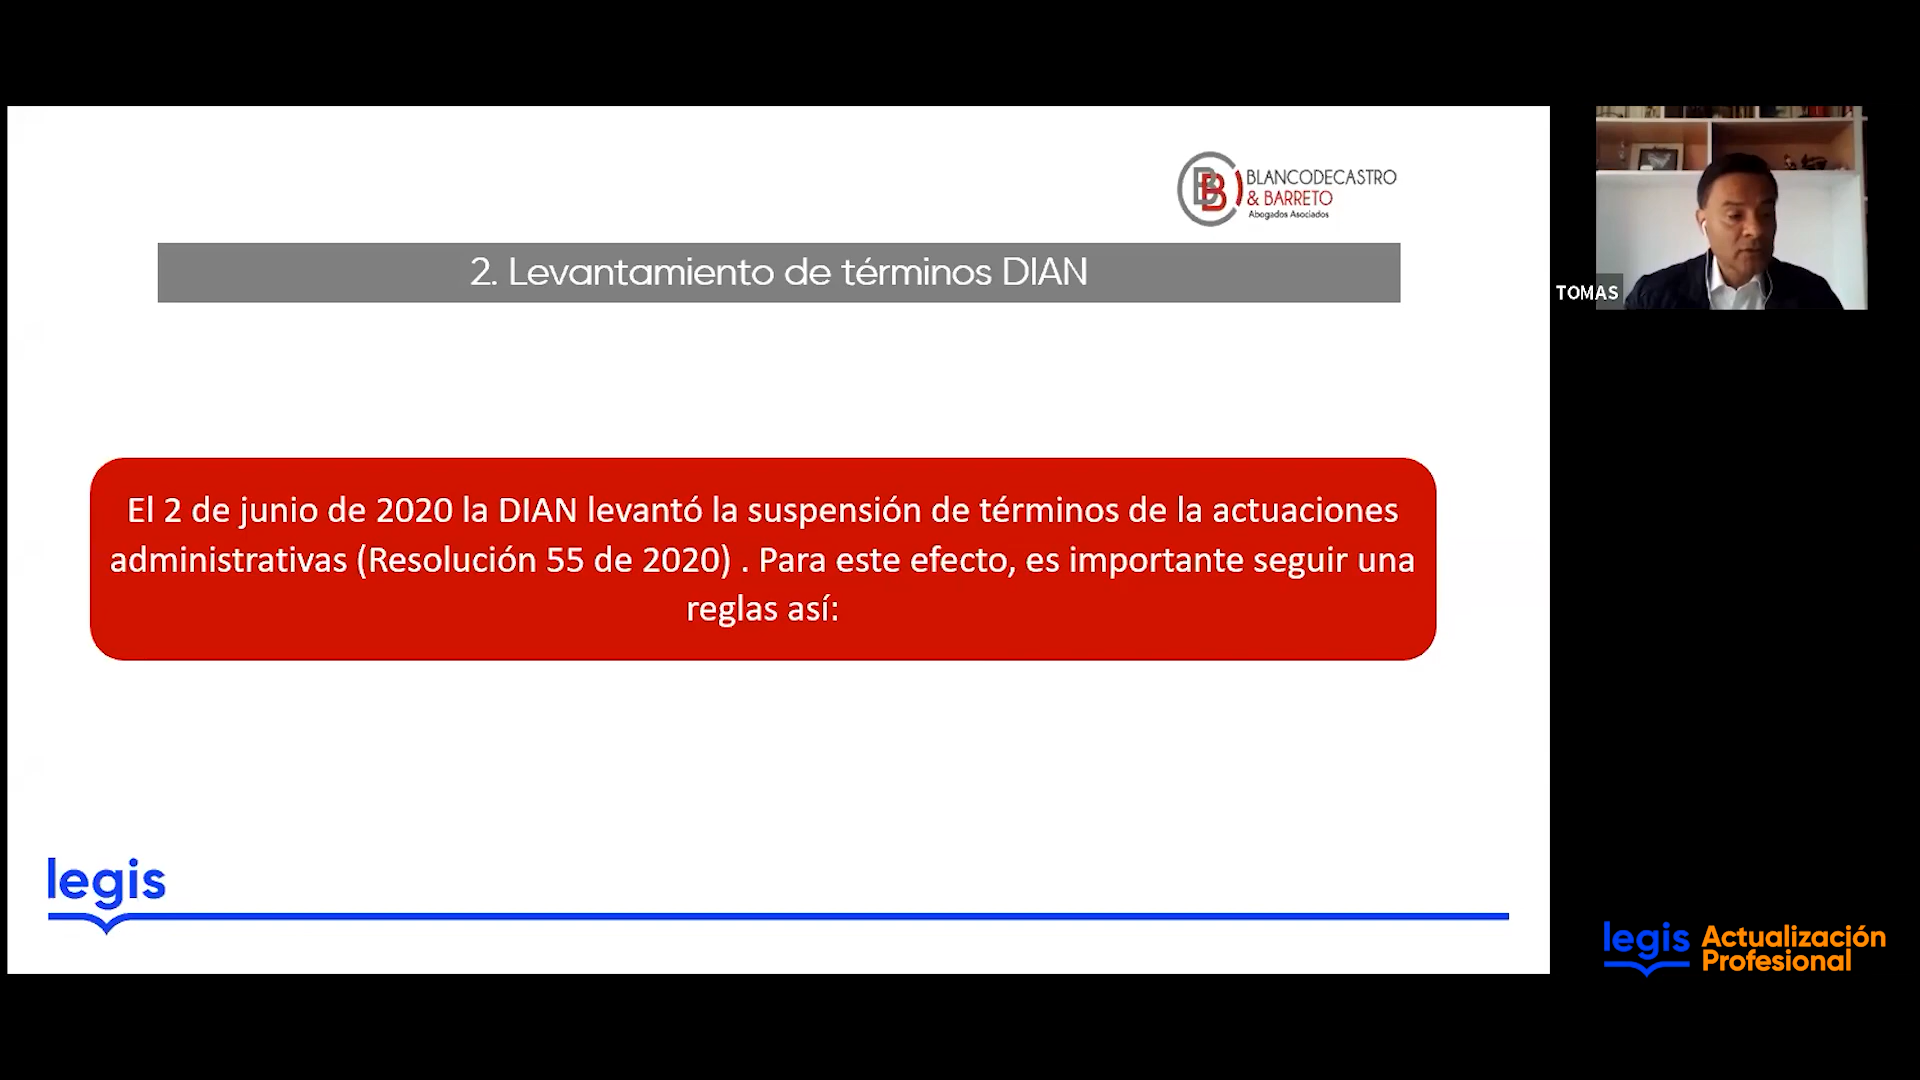 BB BLANCODECASTRO
& BARRETO
Abogados Asociados
2. Levantamiento de términos DIAN
TOMAS
El 2 de junio de 2020 la DIAN levantó la suspensión de términos de la actuaciones
administrativas (Resolución 55 de 2020) . Para este efecto, es importante seguir una
reglas así:
legis
legis Actualización
Profesional